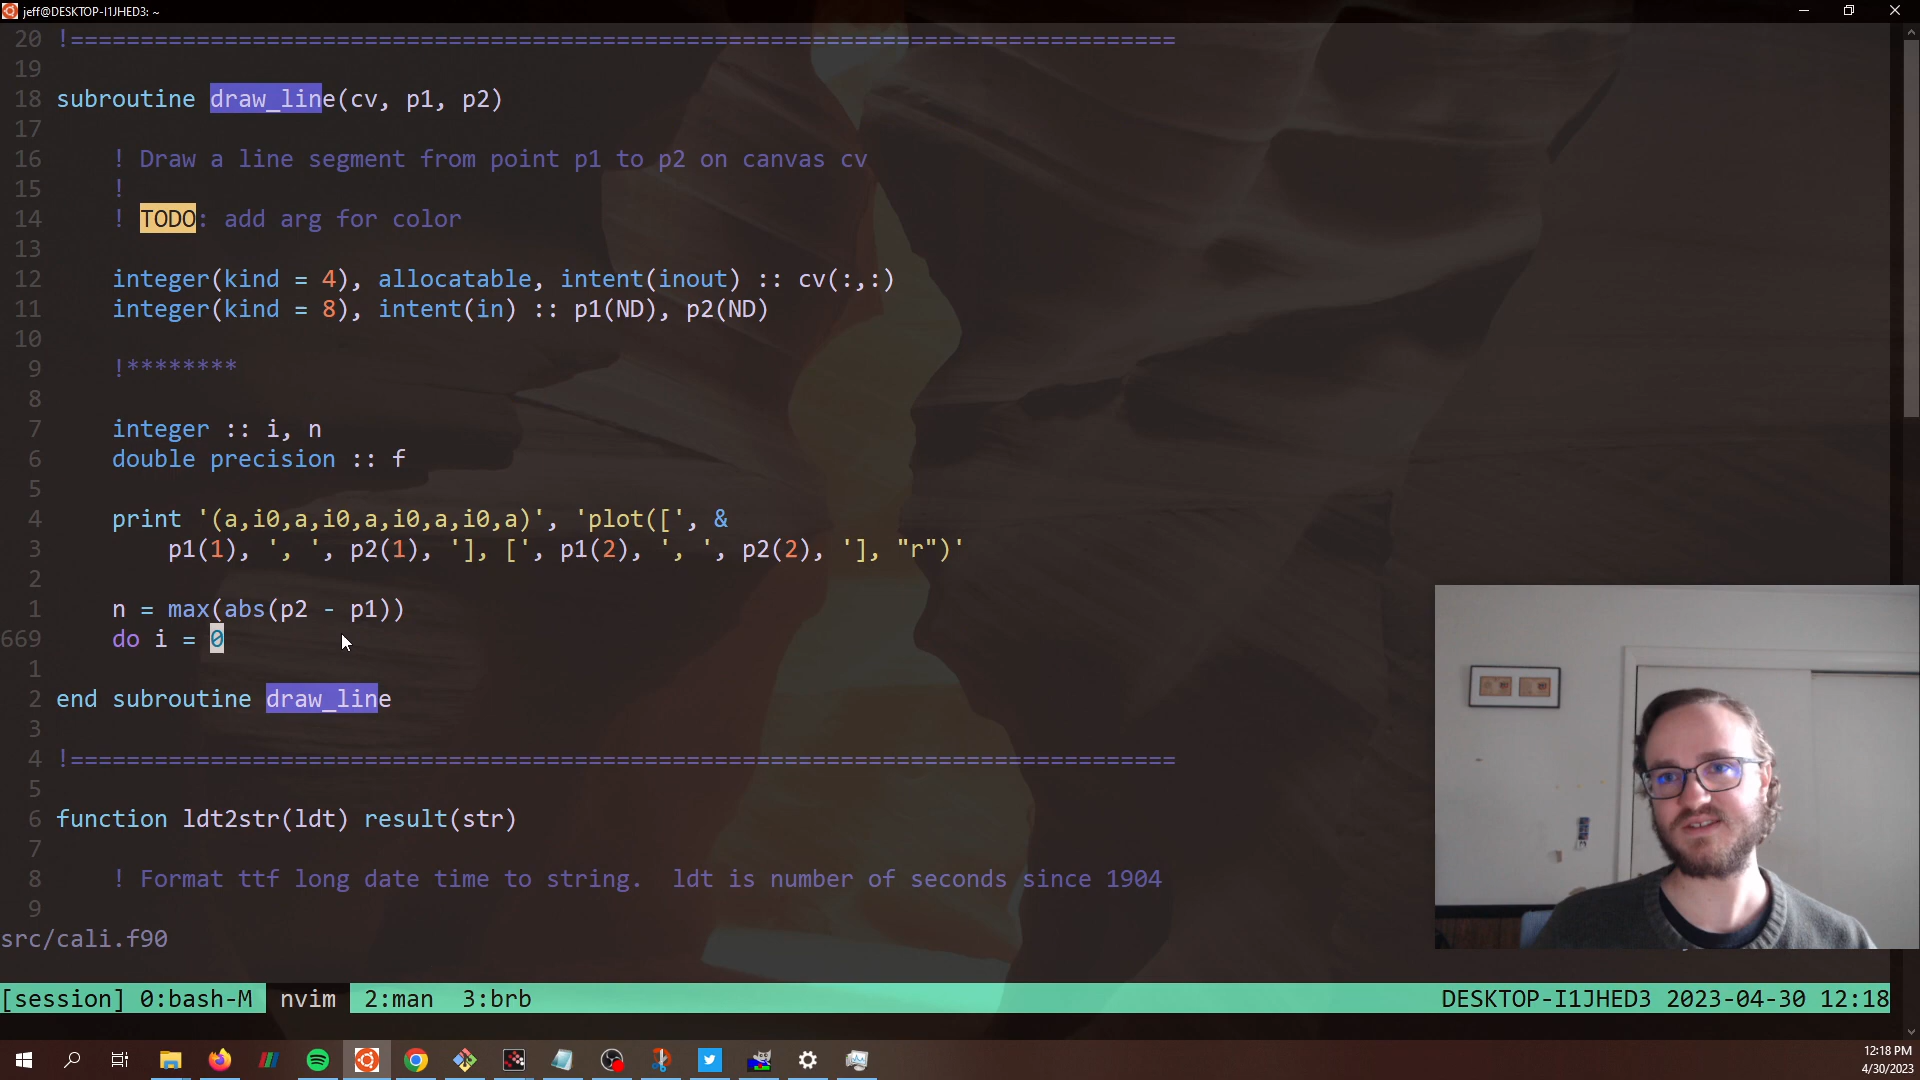 jeff@DESKTOP-I1JHED3: ~
20 !===============================================================================
19
18 subroutine draw_line(cv, p1, p2)
17
16     ! Draw a line segment from point p1 to p2 on canvas cv
15     !
14     ! TODO: add arg for color
13
12     integer(kind = 4), allocatable, intent(inout) :: cv(:,:)
11     integer(kind = 8), intent(in) :: p1(ND), p2(ND)
10
9     !********
8
7     integer :: i, n
6     double precision :: f
5
4     print '(a,i0,a,i0,a,i0,a,i0,a)', 'plot([', &
3         p1(1), ', ', p2(1), '], [', p1(2), ', ', p2(2), '], "r")'
2
1     n = max(abs(p2 - p1))
669     do i = 0
1
2 end subroutine draw_line
3
4 !===============================================================================
5
6 function ldt2str(ldt) result(str)
7
8     ! Format ttf long date time to string.  ldt is number of seconds since 1904
9
src/cali.f90
[session] 0:bash-M nvim 2:man 3:brb DESKTOP-I1JHED3 2023-04-30 12:18
12:18 PM
4/30/2023